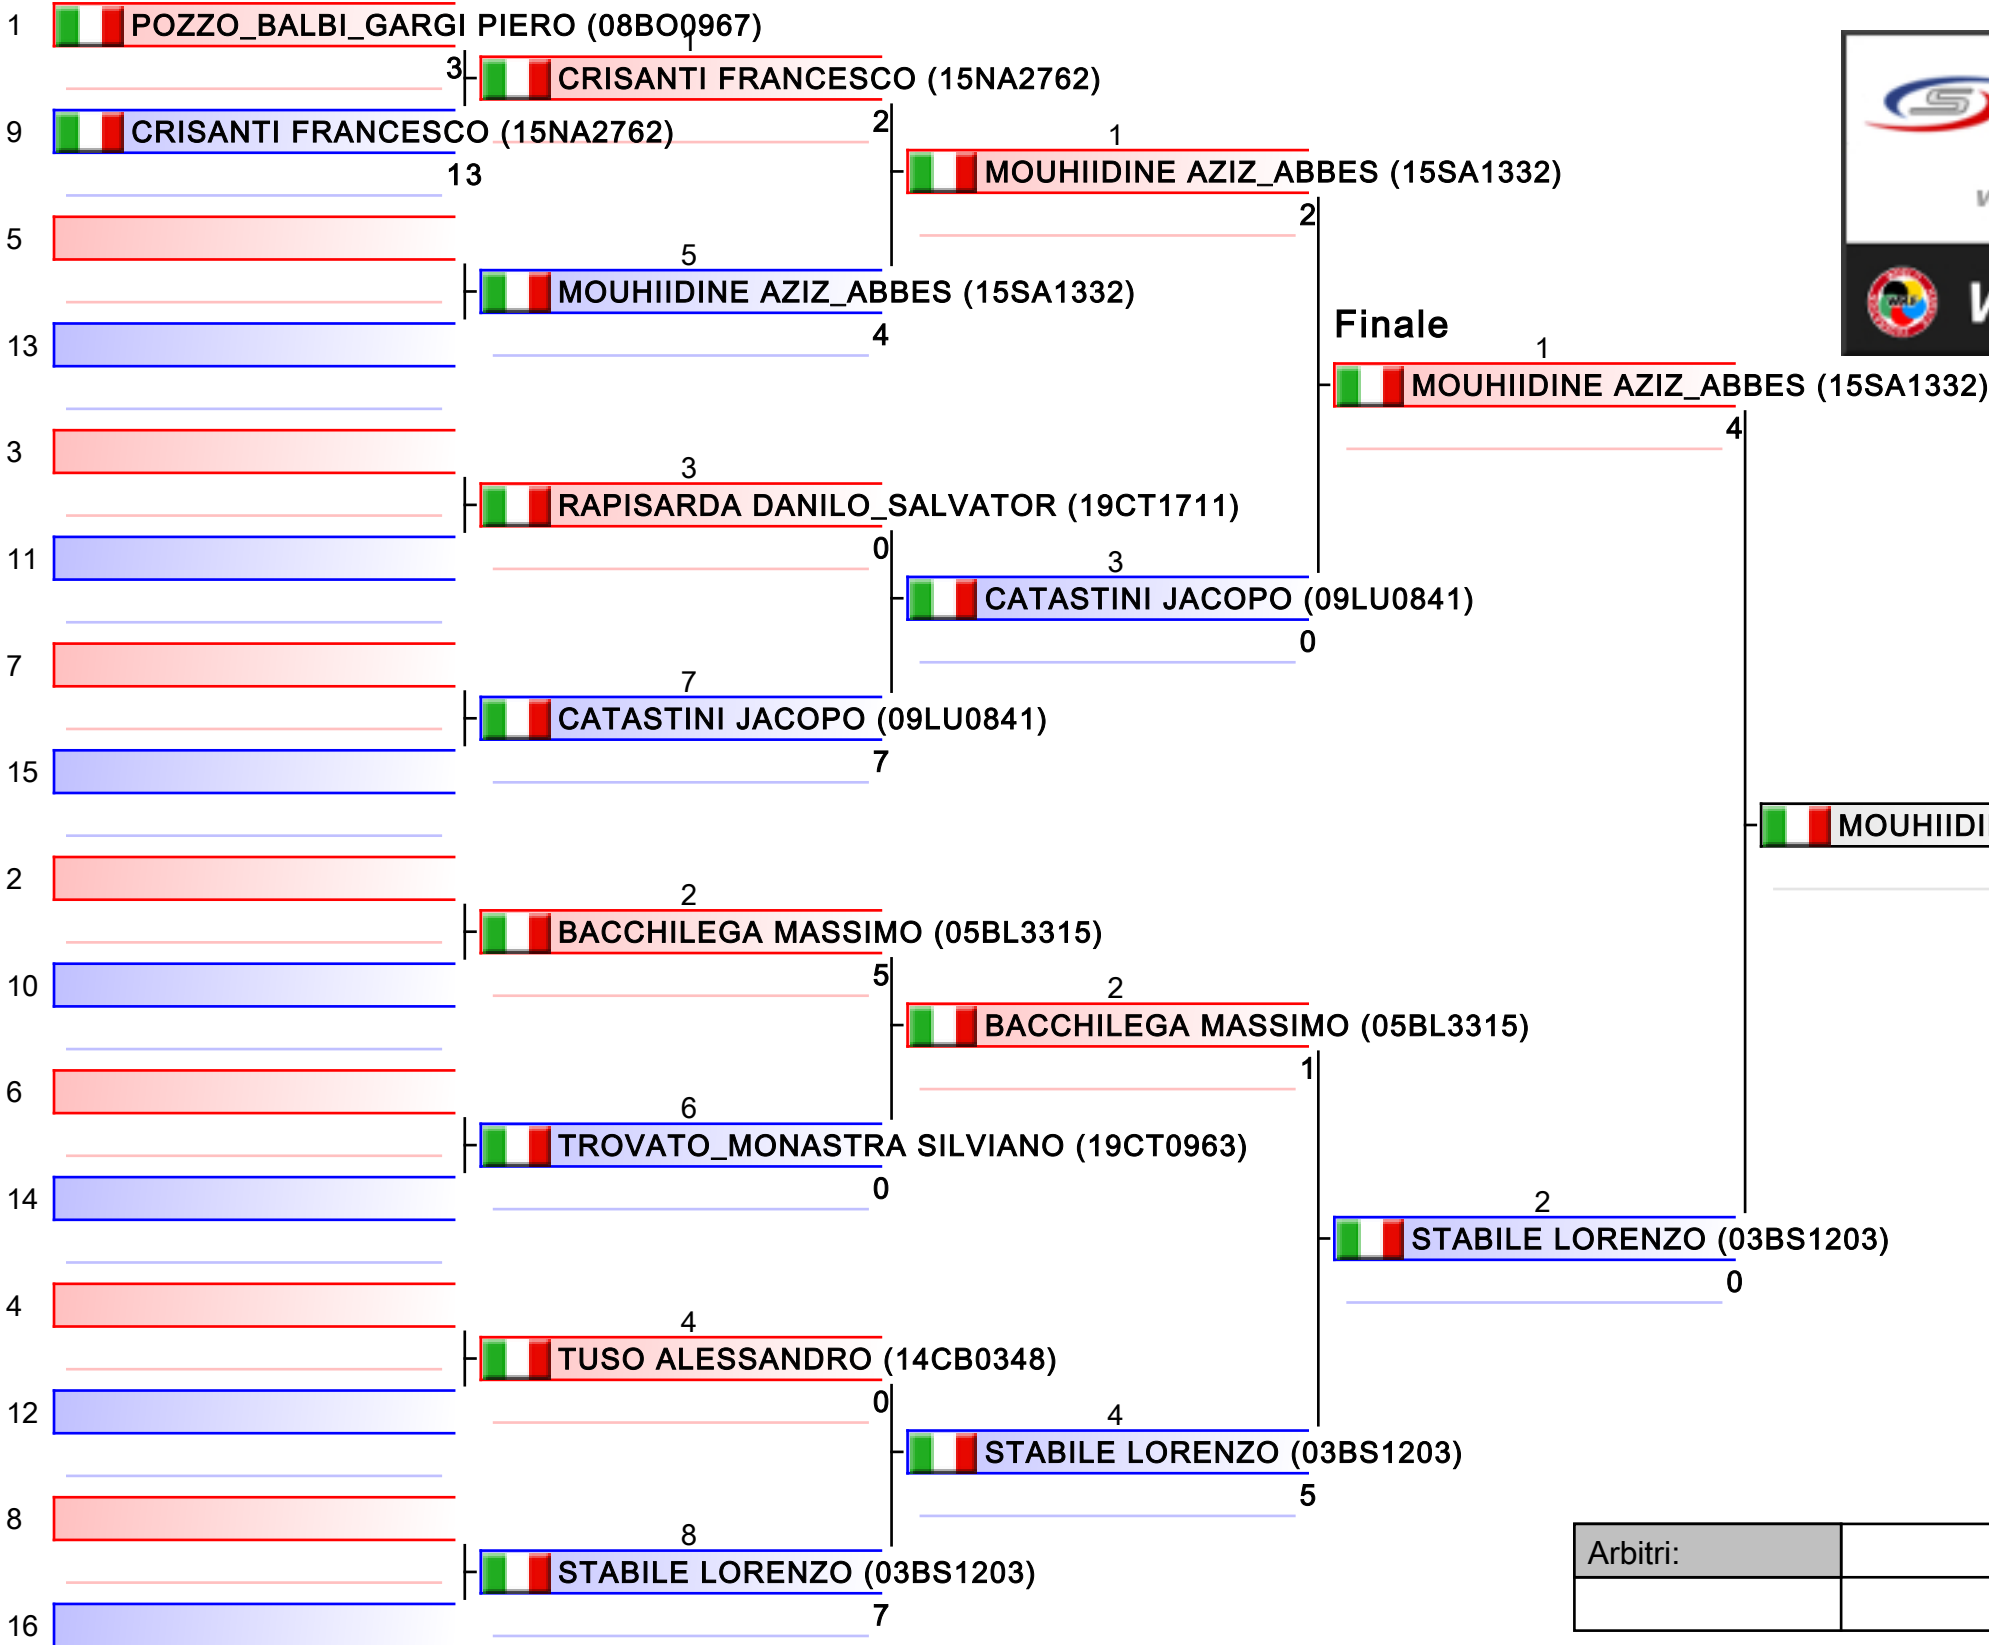 1 POZZO_BALBI_GARGI PIERO (08BO0967)
3
1
CRISANTI FRANCESCO (15NA2762)
2
9 CRISANTI FRANCESCO (15NA2762)
13
1
MOUHIIDINE AZIZ_ABBES (15SA1332)
2
5
5
MOUHIIDINE AZIZ_ABBES (15SA1332)
4
13
Finale
1
MOUHIIDINE AZIZ_ABBES (15SA1332)
4
3
3
RAPISARDA DANILO_SALVATOR (19CT1711)
0
11
3
CATASTINI JACOPO (09LU0841)
0
7
7
CATASTINI JACOPO (09LU0841)
7
15
MOUHIIDI
2
2
BACCHILEGA MASSIMO (05BL3315)
5
10
2
BACCHILEGA MASSIMO (05BL3315)
1
6
6
TROVATO_MONASTRA SILVIANO (19CT0963)
0
14
2
STABILE LORENZO (03BS1203)
0
4
4
TUSO ALESSANDRO (14CB0348)
0
12
4
STABILE LORENZO (03BS1203)
5
8
8
STABILE LORENZO (03BS1203)
7
16
Arbitri: